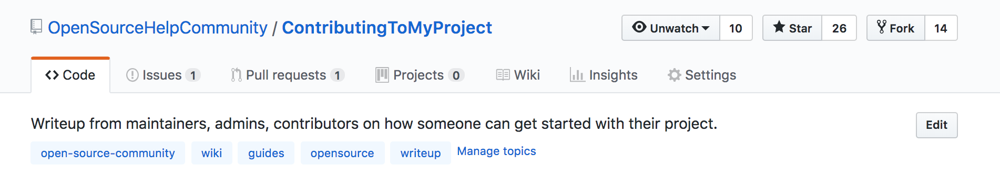 OpenSourceHelpCommunity / ContributingToMyProject Unwatch 10 Star 26 Fork 14
Code Issues 1 Pull requests 1 Projects 0 Wiki Insights Settings
Writeup from maintainers, admins, contributors on how someone can get started with their project. Edit
open-source-community wiki guides opensource writeup Manage topics